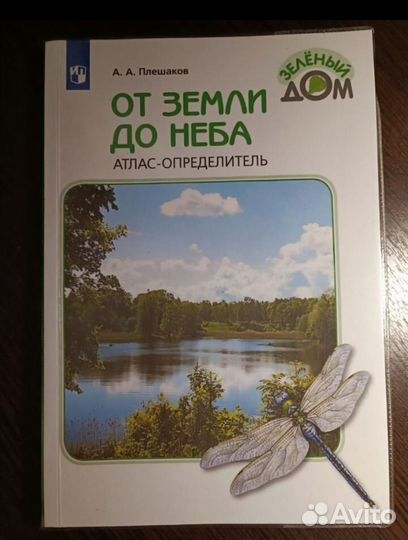 А. А. Плешаков
ЗЕЛЁНЫЙ
ДОМ
ОТ ЗЕМЛИ
ДО НЕБА
АТЛАС-ОПРЕДЕЛИТЕЛЬ
Avito